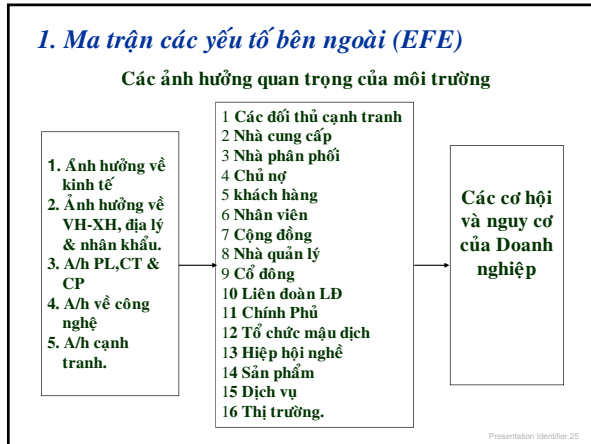 1. Ma trận các yếu tố bên ngoài (EFE)
Các ảnh hưởng quan trọng của môi trường
1. Ảnh hưởng về
kinh tế
2. Ảnh hưởng về
VH-XH, địa lý
& nhân khẩu.
3. A/h PL,CT &
CP
4. A/h về công
nghệ
5. A/h cạnh
tranh.
1 Các đối thủ cạnh tranh
2 Nhà cung cấp
3 Nhà phân phối
4 Chủ nợ
5 khách hàng
6 Nhân viên
7 Cộng đồng
8 Nhà quản lý
9 Cổ đông
10 Liên đoàn LĐ
11 Chính Phủ
12 Tổ chức mậu dịch
13 Hiệp hội nghề
14 Sản phẩm
15 Dịch vụ
16 Thị trường.
Các cơ hội
và nguy cơ
của Doanh
nghiệp
Presentation Identifier.25